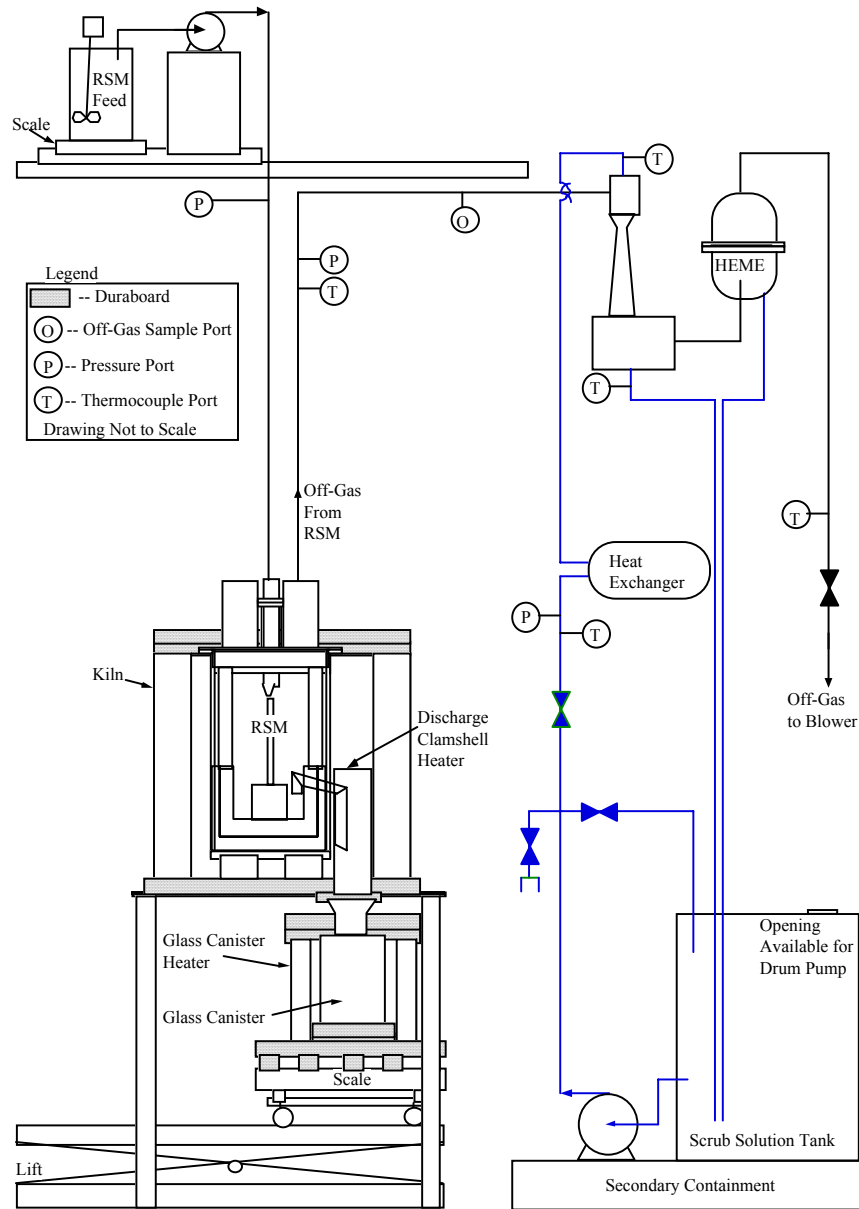 RSM
Feed
Scale
T
P
O
HEME
P
T
Legend
-- Duraboard
O -- Off-Gas Sample Port
P -- Pressure Port
T -- Thermocouple Port
Drawing Not to Scale
T
Off-Gas
From
RSM
T
Heat
Exchanger
P
T
Kiln
RSM
Discharge
Clamshell
Heater
Off-Gas
to Blower
Glass Canister
Heater
Glass Canister
Opening
Available for
Drum Pump
Scale
Scrub Solution Tank
Lift
Secondary Containment